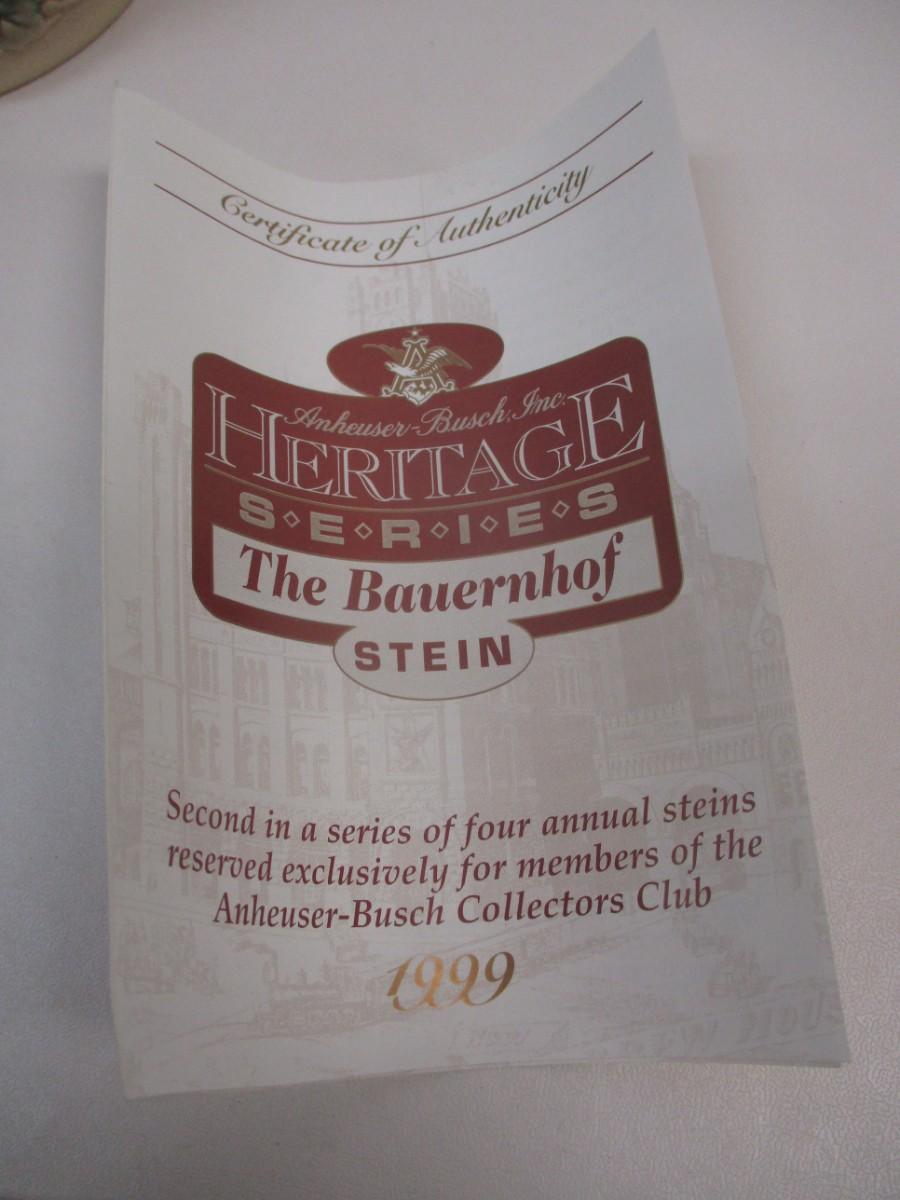 Certificate of Authenticity
Anheuser-Busch, Inc.
HERITAGE
S◇E◇R◇I◇E◇S
The Bauernhof
STEIN
Second in a series of four annual steins
reserved exclusively for members of the
Anheuser-Busch Collectors Club
1999